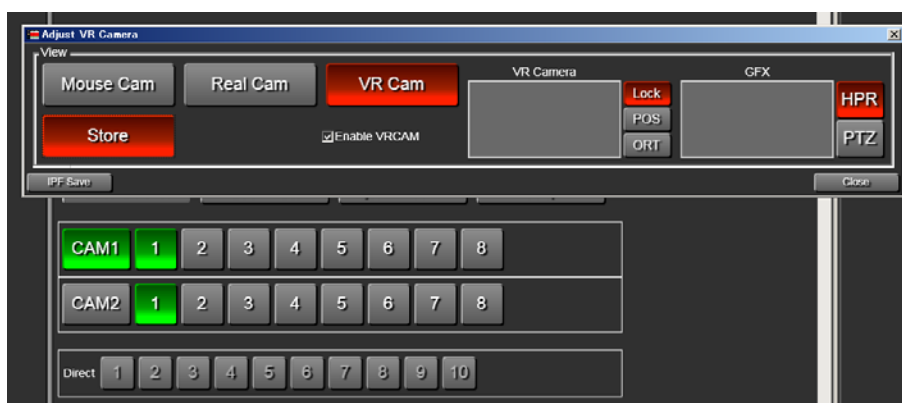 Adjust VR Camera
View
Mouse Cam Real Cam VR Cam VR Camera GFX
Lock HPR
POS
Store Enable VRCAM ORT PTZ
IPF Save Close
CAM1 1 2 3 4 5 6 7 8
CAM2 1 2 3 4 5 6 7 8
Direct 1 2 3 4 5 6 7 8 9 10